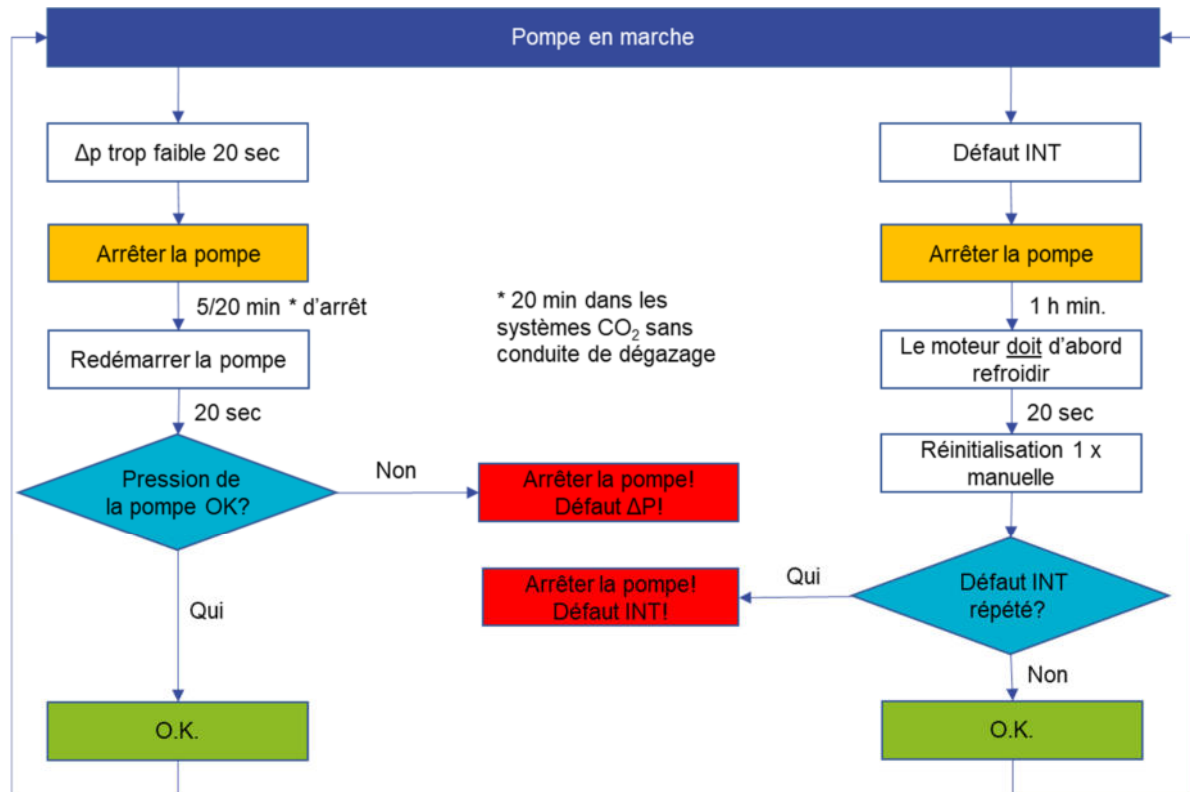 Pompe en marche
Δp trop faible 20 sec
Arrêter la pompe
5/20 min * d'arrêt
Redémarrer la pompe
20 sec
Pression de
la pompe OK?
Non
Arrêter la pompe!
Défaut ΔP!
Qui
O.K.
* 20 min dans les
systèmes CO₂ sans
conduite de dégazage
Défaut INT
Arrêter la pompe
1 h min.
Le moteur doit d'abord
refroidir
20 sec
Réinitialisation 1 x
manuelle
Défaut INT
répété?
Qui
Arrêter la pompe!
Défaut INT!
Non
O.K.